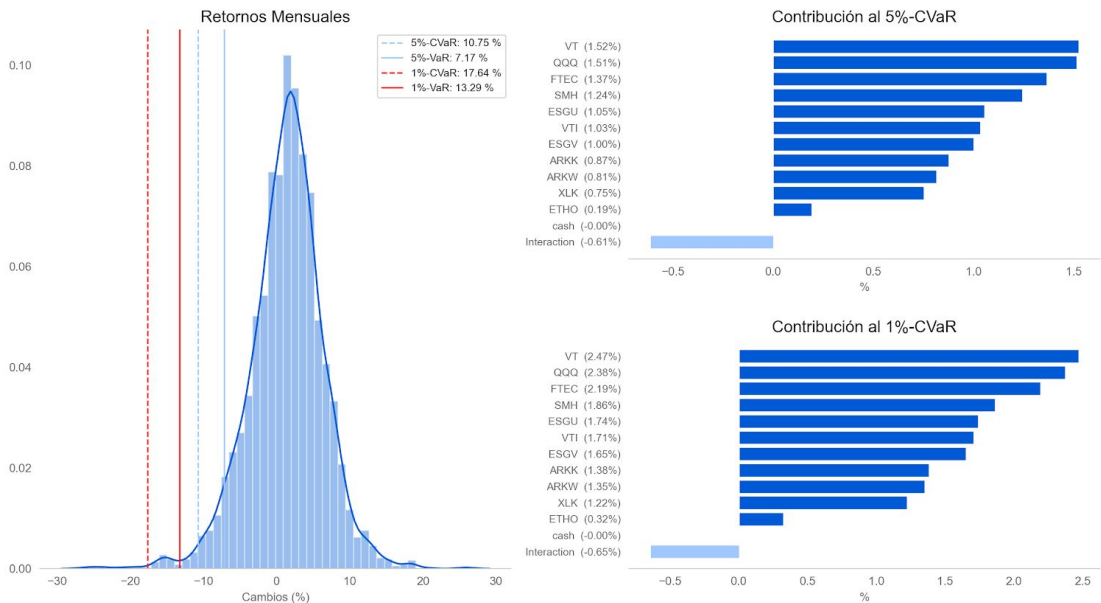 Retornos Mensuales
5%-CVaR: 10.75 %
5%-VaR: 7.17 %
1%-CVaR: 17.64 %
1%-VaR: 13.29 %
0.10
0.08
0.06
0.04
0.02
0.00
−30
−20
−10
0
10
20
30
Cambios (%)
Contribución al 5%-CVaR
VT (1.52%)
QQQ (1.51%)
FTEC (1.37%)
SMH (1.24%)
ESGU (1.05%)
VTI (1.03%)
ESGV (1.00%)
ARKK (0.87%)
ARKW (0.81%)
XLK (0.75%)
ETHO (0.19%)
cash (-0.00%)
Interaction (-0.61%)
−0.5
0.0
0.5
1.0
1.5
%
Contribución al 1%-CVaR
VT (2.47%)
QQQ (2.38%)
FTEC (2.19%)
SMH (1.86%)
ESGU (1.74%)
VTI (1.71%)
ESGV (1.65%)
ARKK (1.38%)
ARKW (1.35%)
XLK (1.22%)
ETHO (0.32%)
cash (-0.00%)
Interaction (-0.65%)
−0.5
0.0
0.5
1.0
1.5
2.0
2.5
%